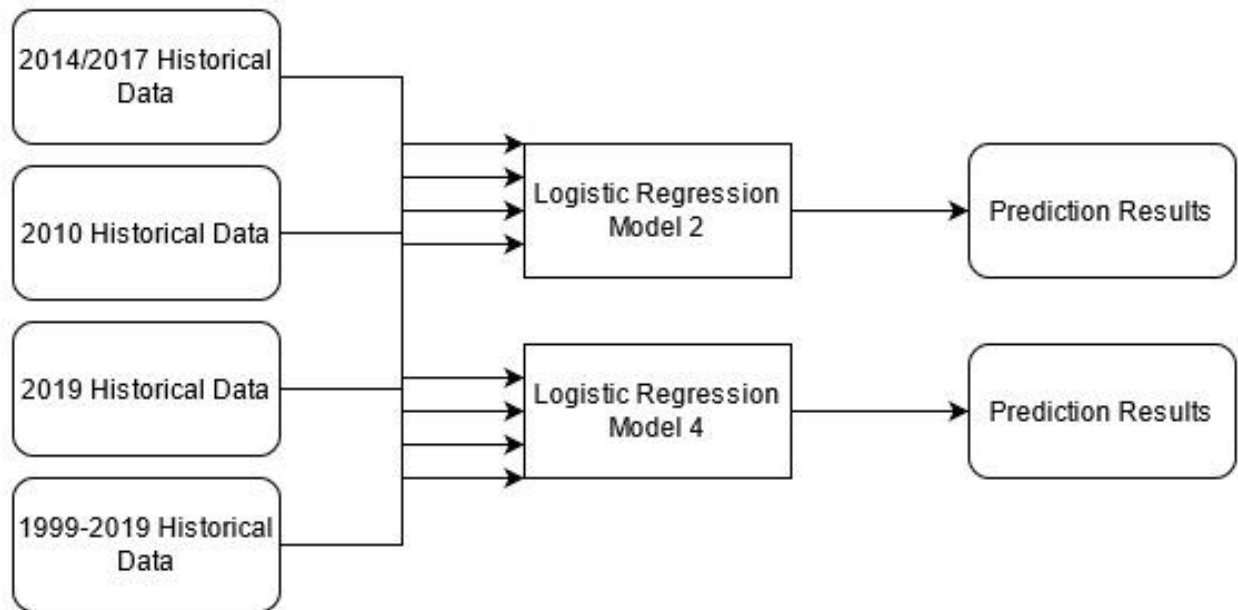 2014/2017 Historical
Data
2010 Historical Data
2019 Historical Data
1999-2019 Historical
Data
Logistic Regression
Model 2
Logistic Regression
Model 4
Prediction Results
Prediction Results